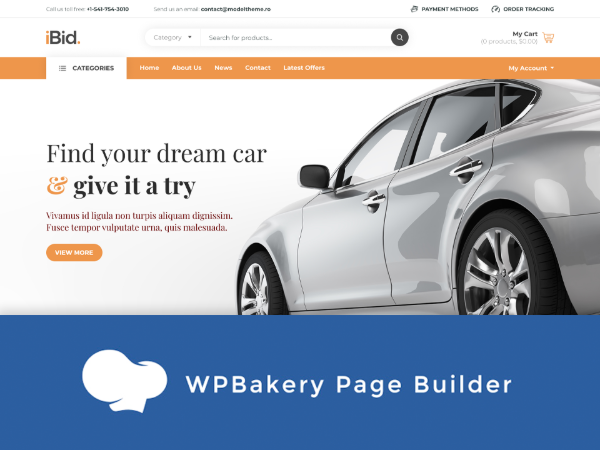 Call us toll free: +1-541-754-3010
Send us an email: contact@modeltheme.ro
PAYMENT METHODS
ORDER TRACKING
iBid.
Category
Search for products...
My Cart
(0 products, $0.00)
CATEGORIES
Home
About Us
News
Contact
Latest Offers
My Account
Find your dream car
& give it a try
Vivamus id ligula non turpis aliquam dignissim.
Fusce tempor vulputate urna, quis malesuada.
VIEW MORE
WPBakery Page Builder